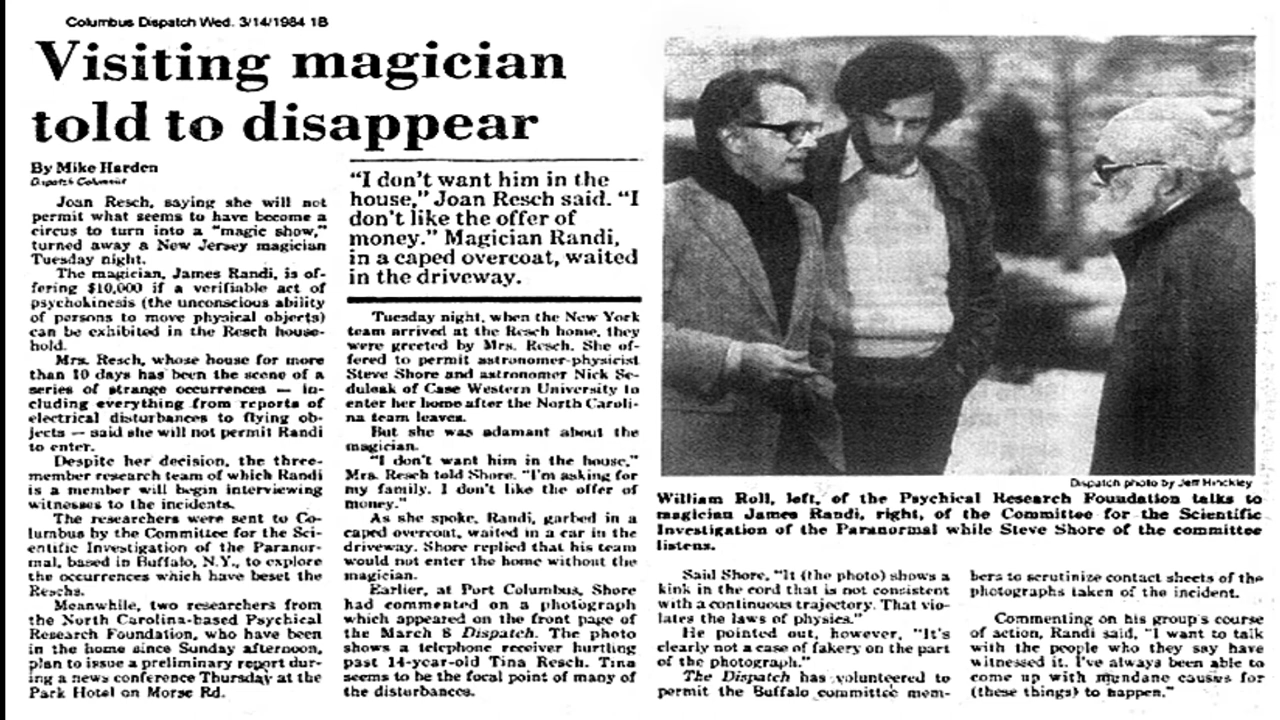 Columbus Dispatch Wed. 3/14/1984 1B
Visiting magician
told to disappear
By Mike Harden
Dispatch Columnist
Joan Resch, saying she will not
permit what seems to have become a
circus to turn into a "magic show,"
turned away a New Jersey magician
Tuesday night.
The magician, James Randi, is of-
fering $10,000 if a verifiable act of
psychokinesis (the unconscious ability
of persons to move physical objects)
can be exhibited in the Resch house-
hold.
Mrs. Resch, whose house for more
than 10 days has been the scene of a
series of strange occurrences — in-
cluding everything from reports of
electrical disturbances to flying ob-
jects — said she will not permit Randi
to enter.
Despite her decision, the three-
member research team of which Randi
is a member will begin interviewing
witnesses to the incidents.
The researchers were sent to Co-
lumbus by the Committee for the Sci-
entific Investigation of the Paranor-
mal, based in Buffalo, N.Y., to explore
the occurrences which have beset the
Reschs.
Meanwhile, two researchers from
the North Carolina-based Psychical
Research Foundation, who have been
in the home since Sunday afternoon,
plan to issue a preliminary report dur-
ing a news conference Thursday at the
Park Hotel on Morse Rd.
"I don't want him in the
house," Joan Resch said. "I
don't like the offer of
money." Magician Randi,
in a caped overcoat, waited
in the driveway.
Tuesday night, when the New York
team arrived at the Resch home, they
were greeted by Mrs. Resch. She of-
fered to permit astronomer-physicist
Steve Shore and astronomer Nick Se-
duleak of Case Western University to
enter her home after the North Caroli-
na team leaves.
But she was adamant about the
magician.
"I don't want him in the house,"
Mrs. Resch told Shore. "I'm asking for
my family. I don't like the offer of
money."
As she spoke, Randi, garbed in a
caped overcoat, waited in a car in the
driveway. Shore replied that his team
would not enter the home without the
magician.
Earlier, at Port Columbus, Shore
had commented on a photograph
which appeared on the front page of
the March 6 Dispatch. The photo
shows a telephone receiver hurtling
past 14-year-old Tina Resch. Tina
seems to be the focal point of many of
the disturbances.
Dispatch photo by Jeff Hinckley
William Roll, left, of the Psychical Research Foundation talks to
magician James Randi, right, of the Committee for the Scientific
Investigation of the Paranormal while Steve Shore of the committee
listens.
Said Shore, "It (the photo) shows a
kink in the cord that is not consistent
with a continuous trajectory. That vio-
lates the laws of physics."
He pointed out, however, "It's
clearly not a case of fakery on the part
of the photograph."
The Dispatch has volunteered to
permit the Buffalo committee mem-
bers to scrutinize contact sheets of the
photographs taken of the incident.
Commenting on his group's course
of action, Randi said, "I want to talk
with the people who they say have
witnessed it. I've always been able to
come up with mundane causes for
(these things) to happen."